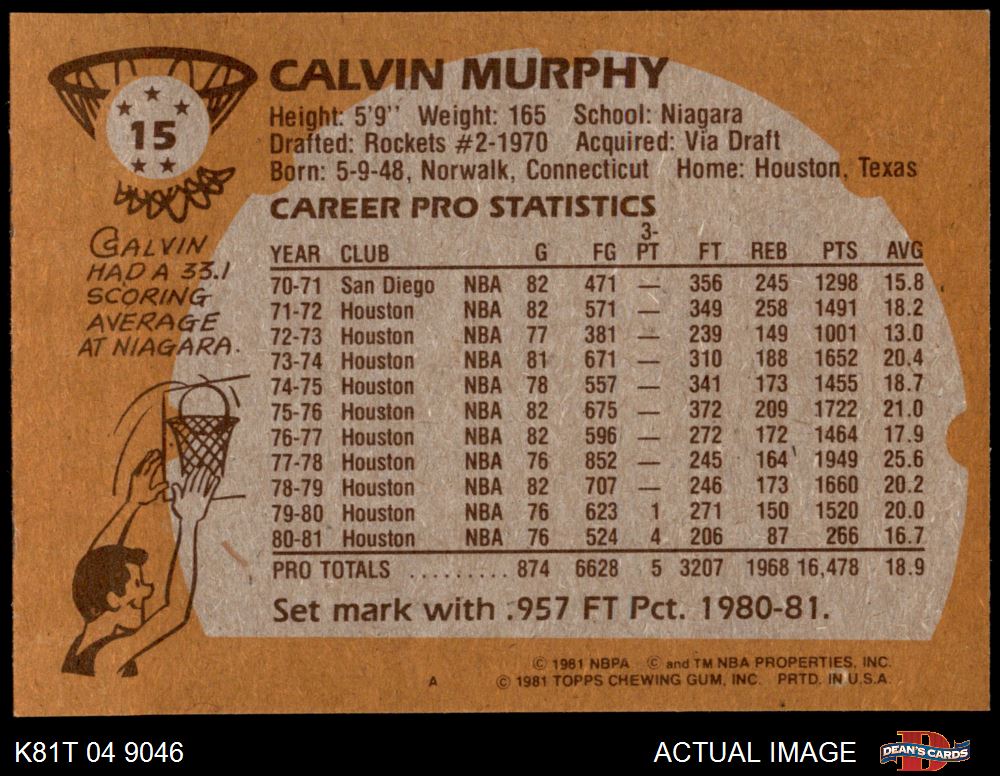 15
CALVIN MURPHY
Height: 5'9'' Weight: 165 School: Niagara
Drafted: Rockets #2-1970 Acquired: Via Draft
Born: 5-9-48, Norwalk, Connecticut Home: Houston, Texas
CALVIN
HAD A 33.1
SCORING
AVERAGE
AT NIAGARA.
CAREER PRO STATISTICS
YEAR CLUB G FG 3-PT FT REB PTS AVG
70-71 San Diego NBA 82 471 — 356 245 1298 15.8
71-72 Houston NBA 82 571 — 349 258 1491 18.2
72-73 Houston NBA 77 381 — 239 149 1001 13.0
73-74 Houston NBA 81 671 — 310 188 1652 20.4
74-75 Houston NBA 78 557 — 341 173 1455 18.7
75-76 Houston NBA 82 675 — 372 209 1722 21.0
76-77 Houston NBA 82 596 — 272 172 1464 17.9
77-78 Houston NBA 76 852 — 245 164 1949 25.6
78-79 Houston NBA 82 707 — 246 173 1660 20.2
79-80 Houston NBA 76 623 1 271 150 1520 20.0
80-81 Houston NBA 76 524 4 206 87 266 16.7
PRO TOTALS .......... 874 6628 5 3207 1968 16,478 18.9
Set mark with .957 FT Pct. 1980-81.
© 1981 NBPA © and TM NBA PROPERTIES, INC.
A © 1981 TOPPS CHEWING GUM, INC. PRTD. IN U.S.A.
K81T 04 9046 ACTUAL IMAGE D DEAN'S CARDS